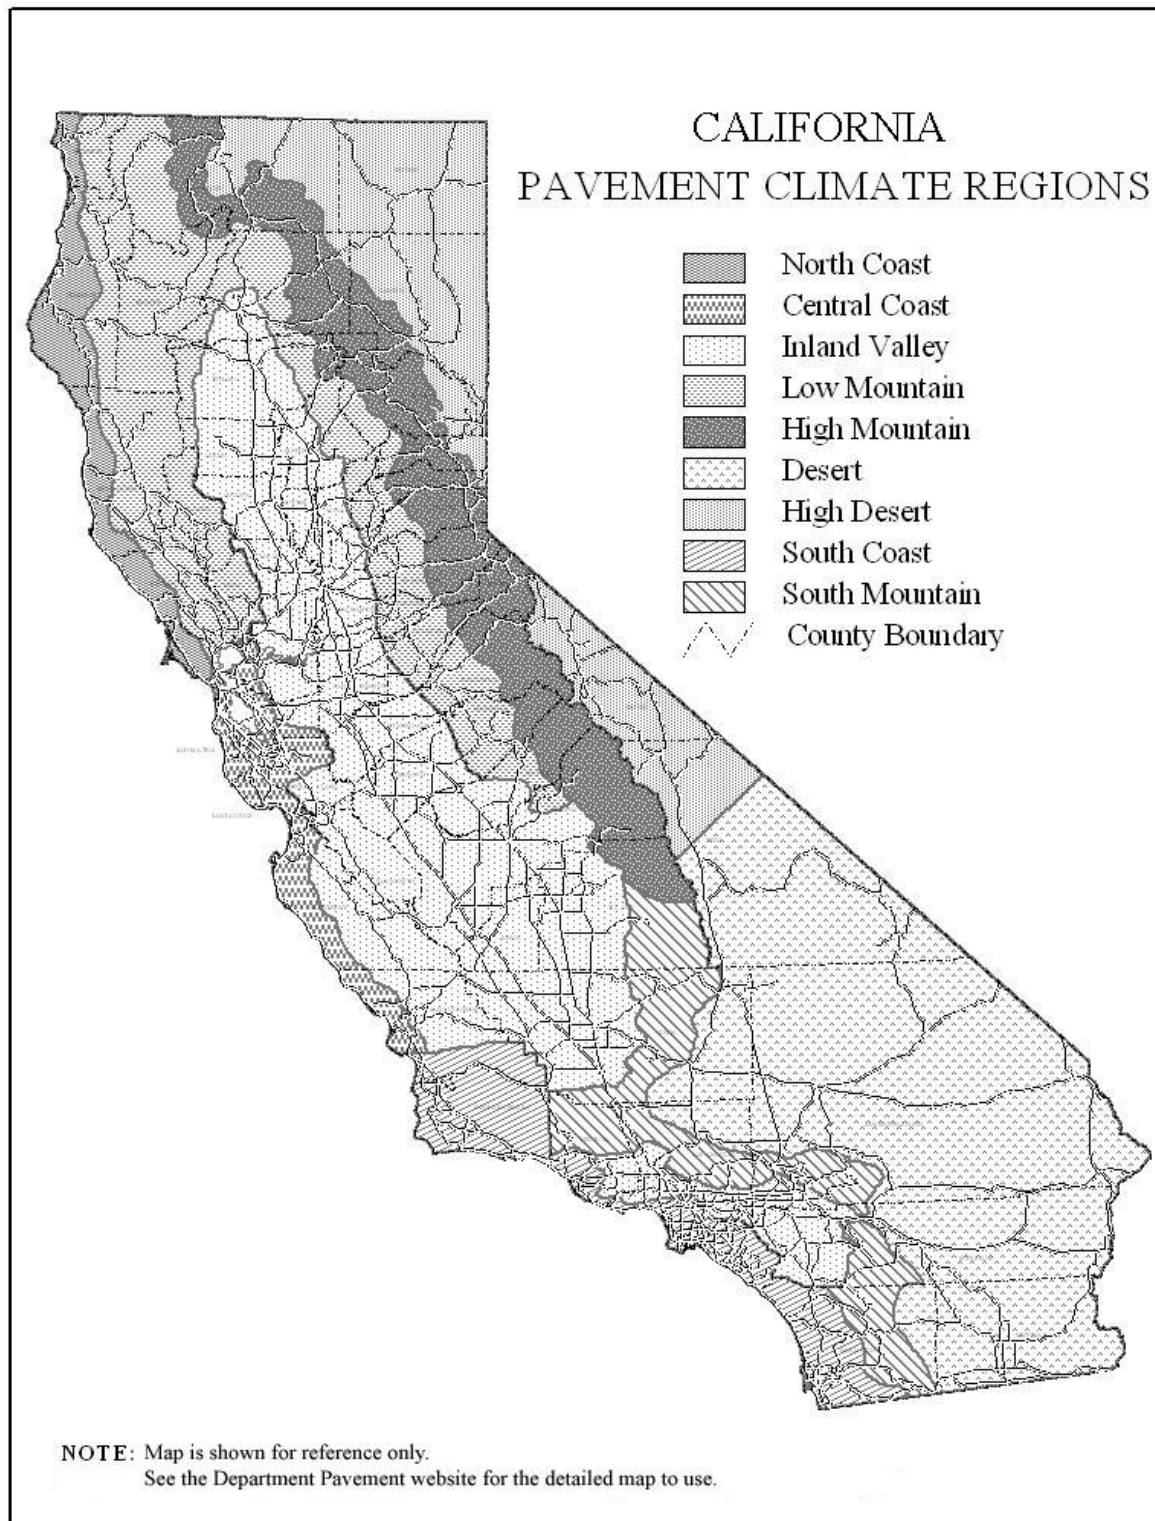 CALIFORNIA
PAVEMENT CLIMATE REGIONS
North Coast
Central Coast
Inland Valley
Low Mountain
High Mountain
Desert
High Desert
South Coast
South Mountain
County Boundary
NOTE: Map is shown for reference only.
See the Department Pavement website for the detailed map to use.